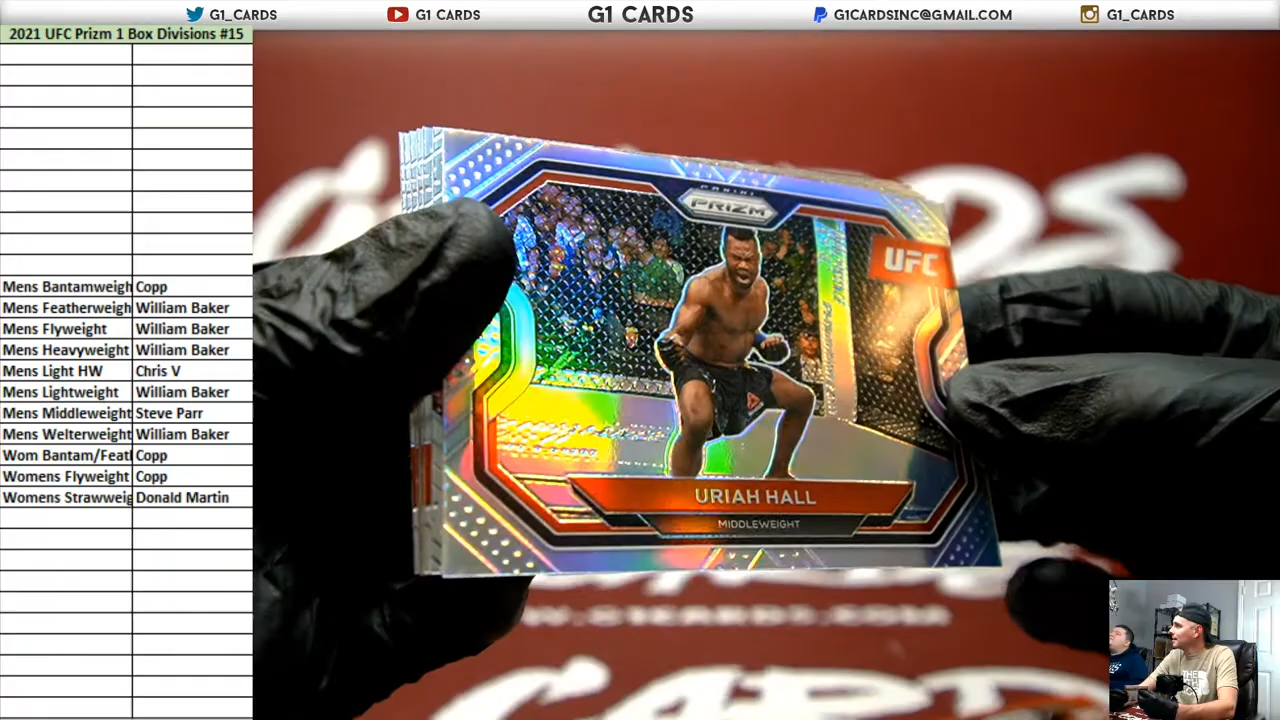 G1_CARDS
G1 CARDS
G1 CARDS
G1CARDSINC@GMAIL.COM
G1_CARDS
2021 UFC Prizm 1 Box Divisions #15
Mens Bantamweigh Copp
Mens Featherweigh William Baker
Mens Flyweight William Baker
Mens Heavyweight William Baker
Mens Light HW Chris V
Mens Lightweight William Baker
Mens Middleweight Steve Parr
Mens Welterweight William Baker
Wom Bantam/Featl Copp
Womens Flyweight Copp
Womens Strawweig Donald Martin
PANINI
PRIZM
UFC
URIAH HALL
MIDDLEWEIGHT